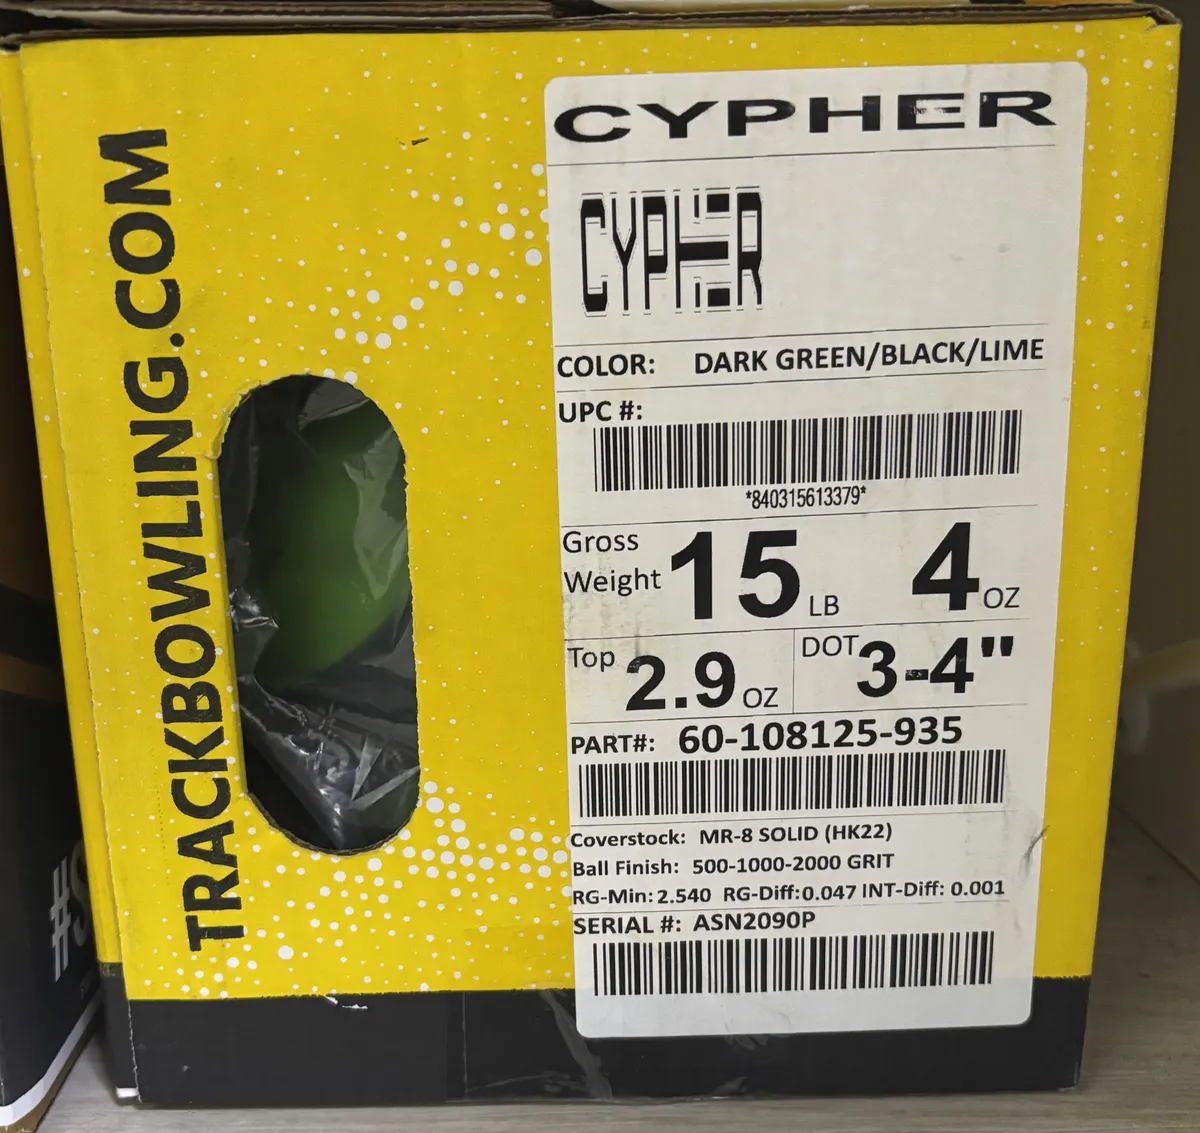 TRACKBOWLING.COM
CYPHER
CYPHER
COLOR: DARK GREEN/BLACK/LIME
UPC #:
*840315613379*
Gross
Weight 15 LB 4 OZ
Top 2.9 OZ DOT 3-4"
PART#: 60-108125-935
Coverstock: MR-8 SOLID (HK22)
Ball Finish: 500-1000-2000 GRIT
RG-Min: 2.540 RG-Diff:0.047 INT-Diff: 0.001
SERIAL #: ASN2090P